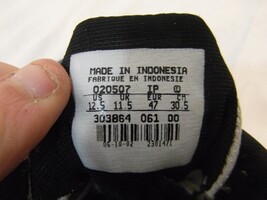 MADE IN INDONESIA
FABRIQUE EN INDONESIE
020507 IP
US UK EUR CM
12.5 11.5 47 30.5
303864 061 00